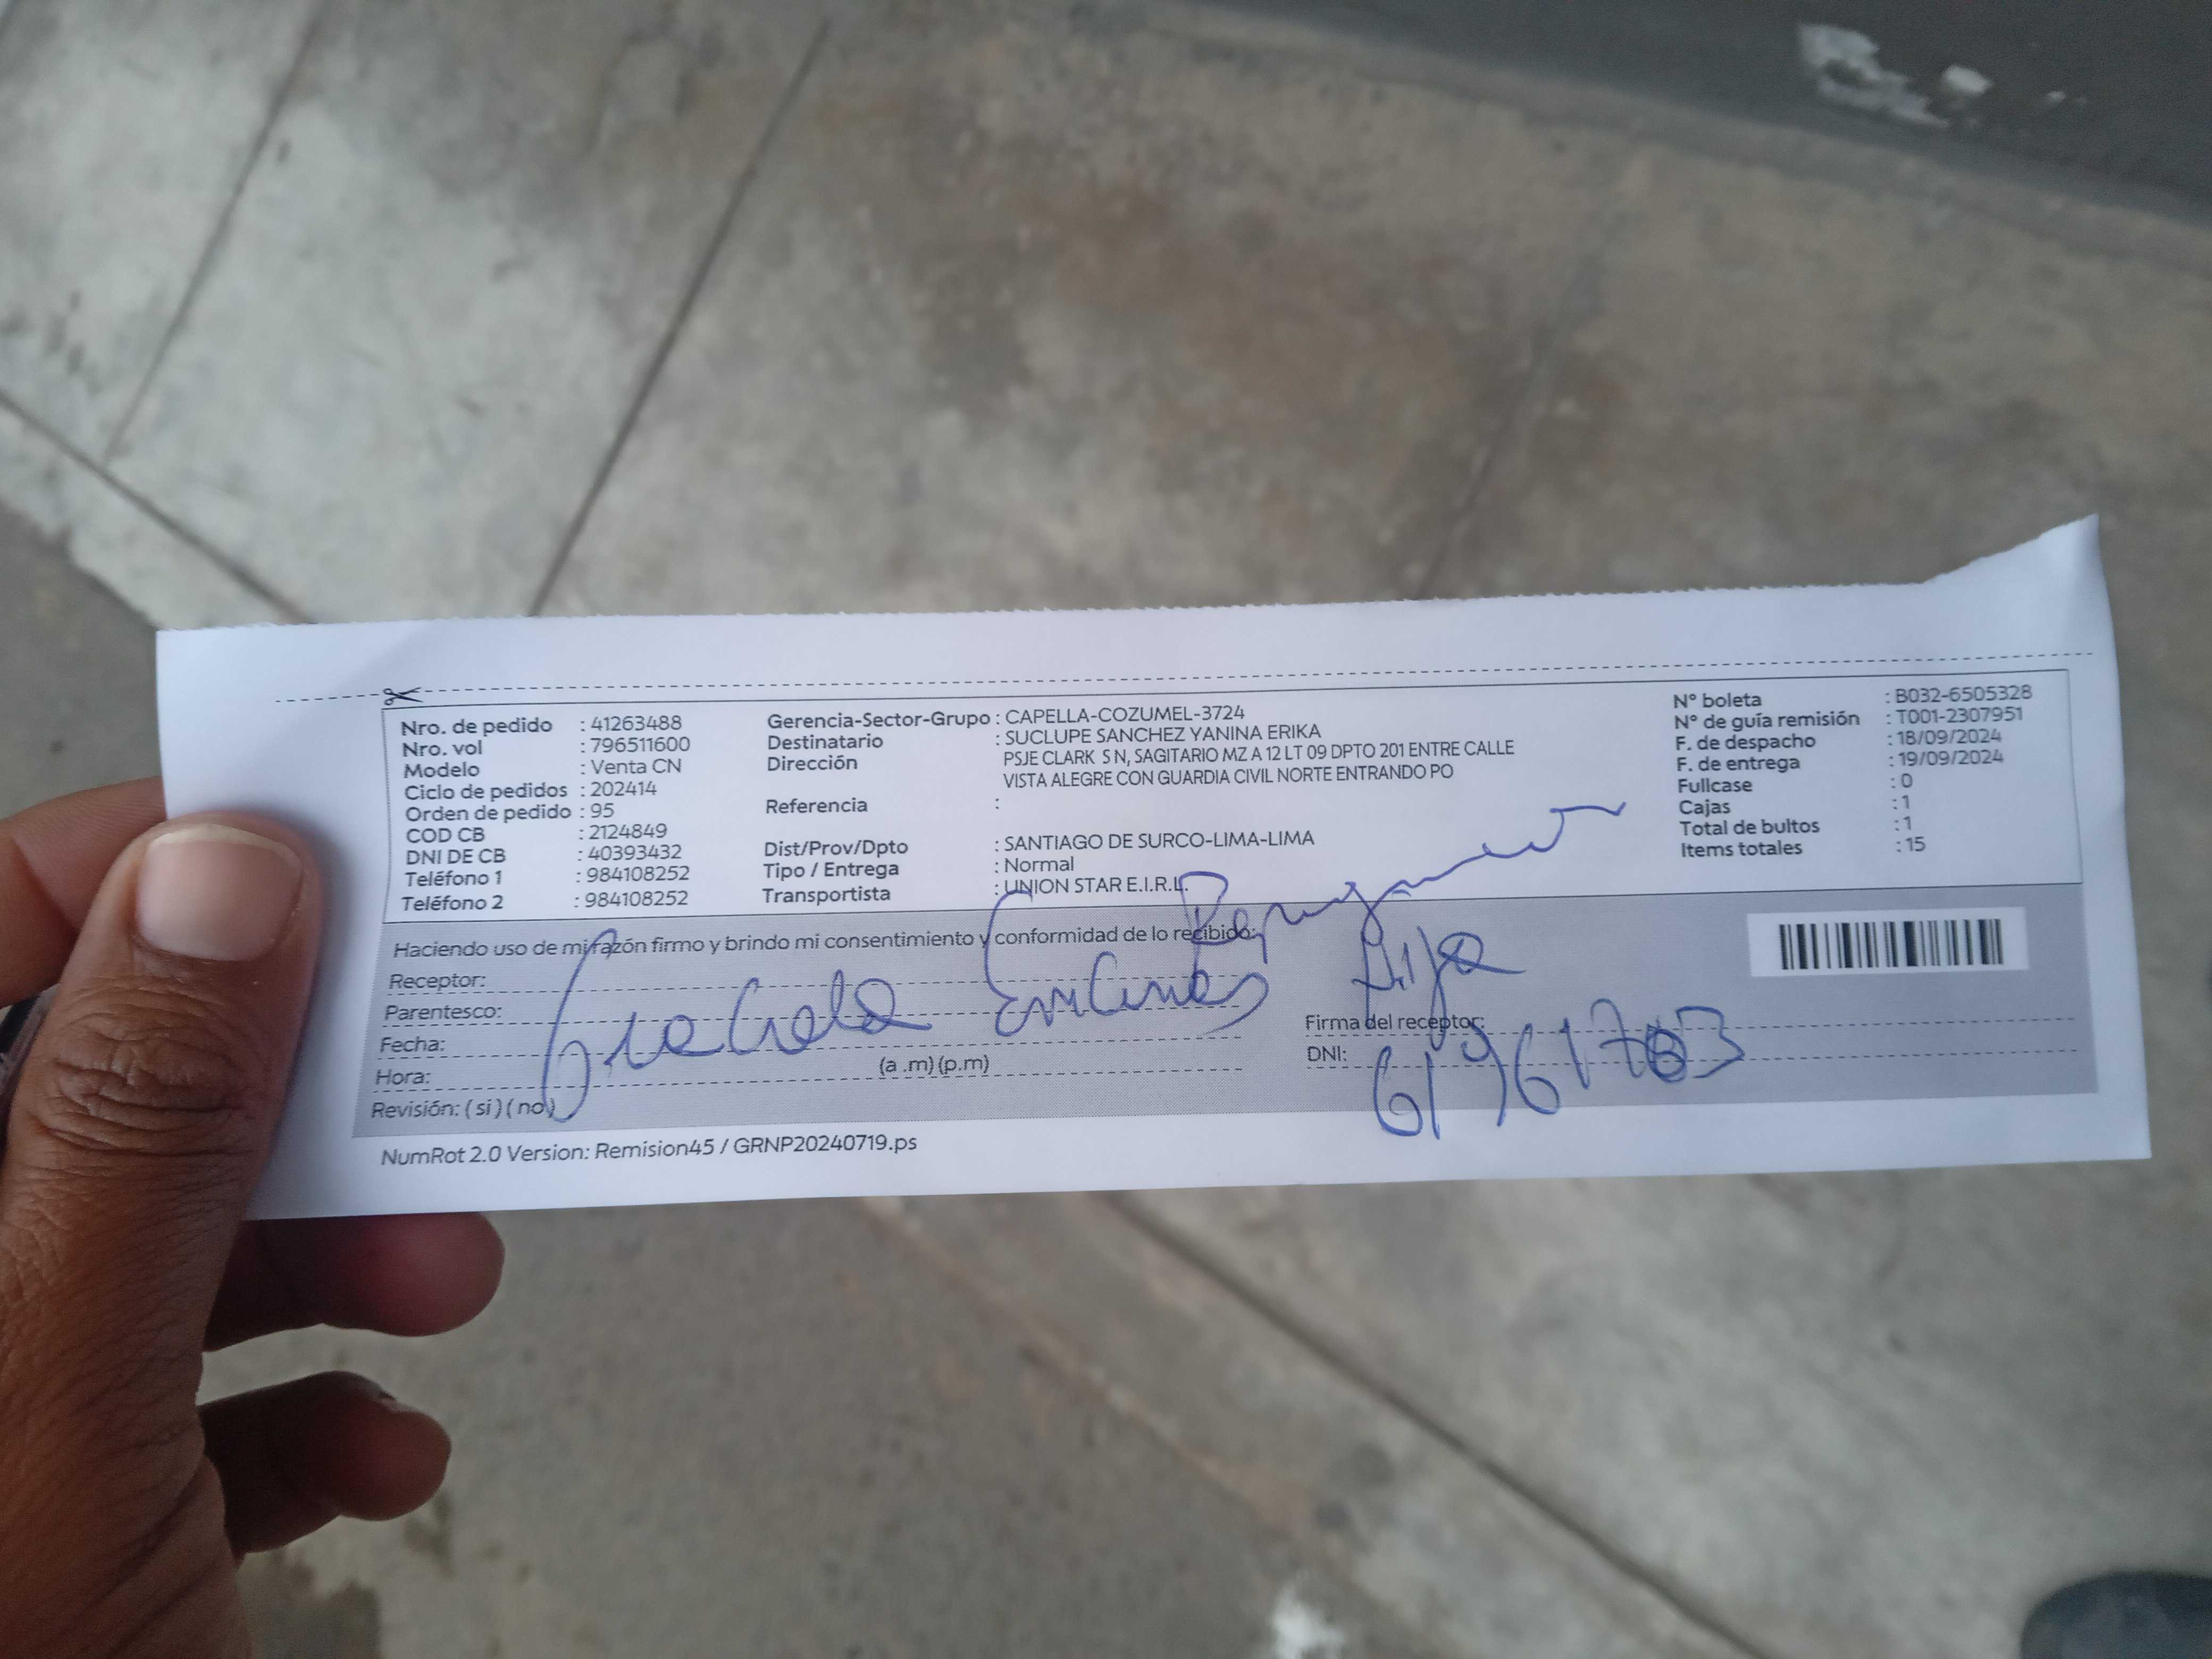 Nro. de pedido : 41263488
Nro. vol : 796511600
Modelo : Venta CN
Ciclo de pedidos : 202414
Orden de pedido : 95
COD CB : 2124849
DNI DE CB : 40393432
Teléfono 1 : 984108252
Teléfono 2 : 984108252
Gerencia-Sector-Grupo : CAPELLA-COZUMEL-3724
Destinatario : SUCLUPE SANCHEZ YANINA ERIKA
Dirección PSJE CLARK S N, SAGITARIO MZ A 12 LT 09 DPTO 201 ENTRE CALLE
VISTA ALEGRE CON GUARDIA CIVIL NORTE ENTRANDO PO
Referencia :
Dist/Prov/Dpto : SANTIAGO DE SURCO-LIMA-LIMA
Tipo / Entrega : Normal
Transportista : UNION STAR E.I.R.L.
N° boleta : B032-6505328
N° de guía remisión : T001-2307951
F. de despacho : 18/09/2024
F. de entrega : 19/09/2024
Fullcase : 0
Cajas : 1
Total de bultos : 1
Items totales : 15
Haciendo uso de mi razón firmo y brindo mi consentimiento y conformidad de lo recibido:
Receptor:
Parentesco:
Fecha:
Hora: (a .m) (p.m)
Revisión: ( si ) ( no )
Hija
Firma del receptor:
DNI:
NumRot 2.0 Version: Remision45 / GRNP20240719.ps